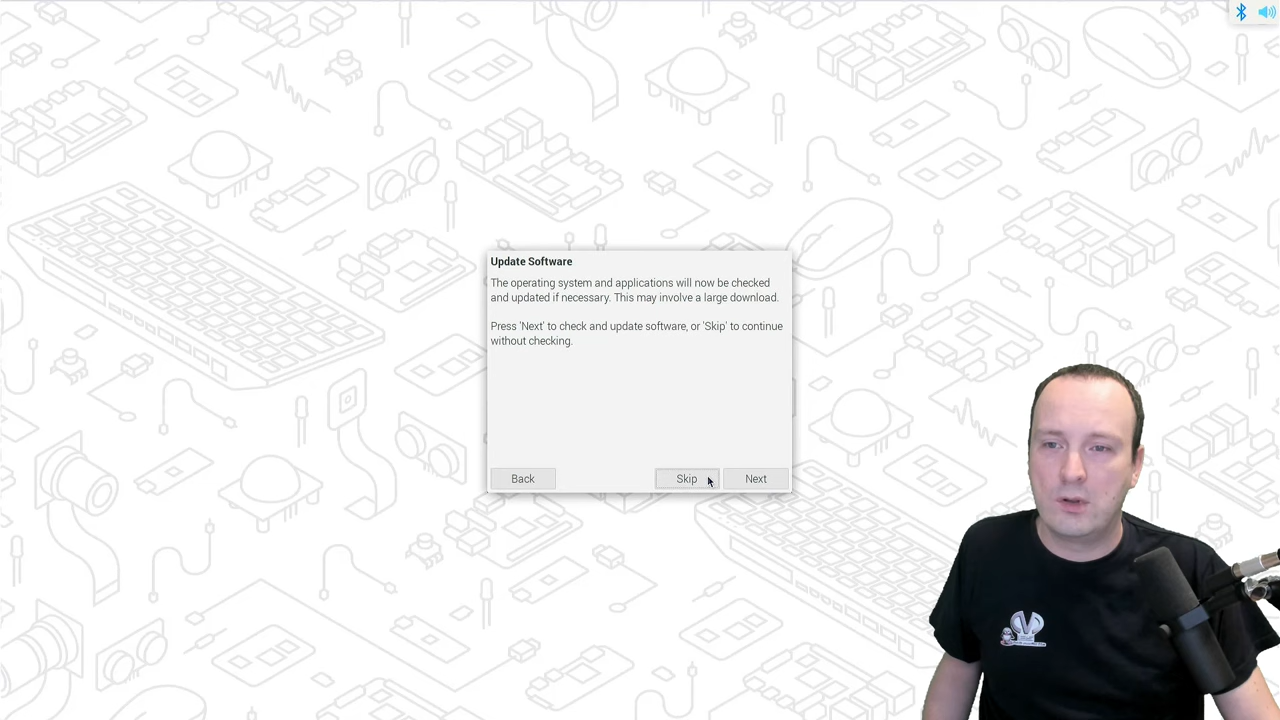 Update Software
The operating system and applications will now be checked
and updated if necessary. This may involve a large download.
Press 'Next' to check and update software, or 'Skip' to continue
without checking.
Back
Skip
Next